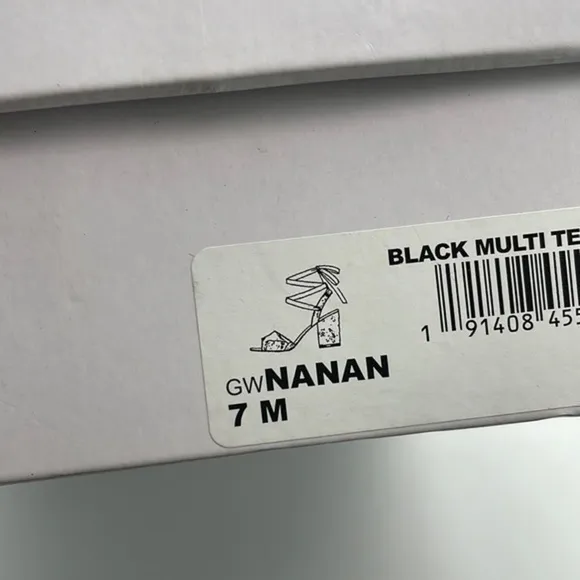 BLACK MULTI TE
1 91408 455
GWNANAN
7 M